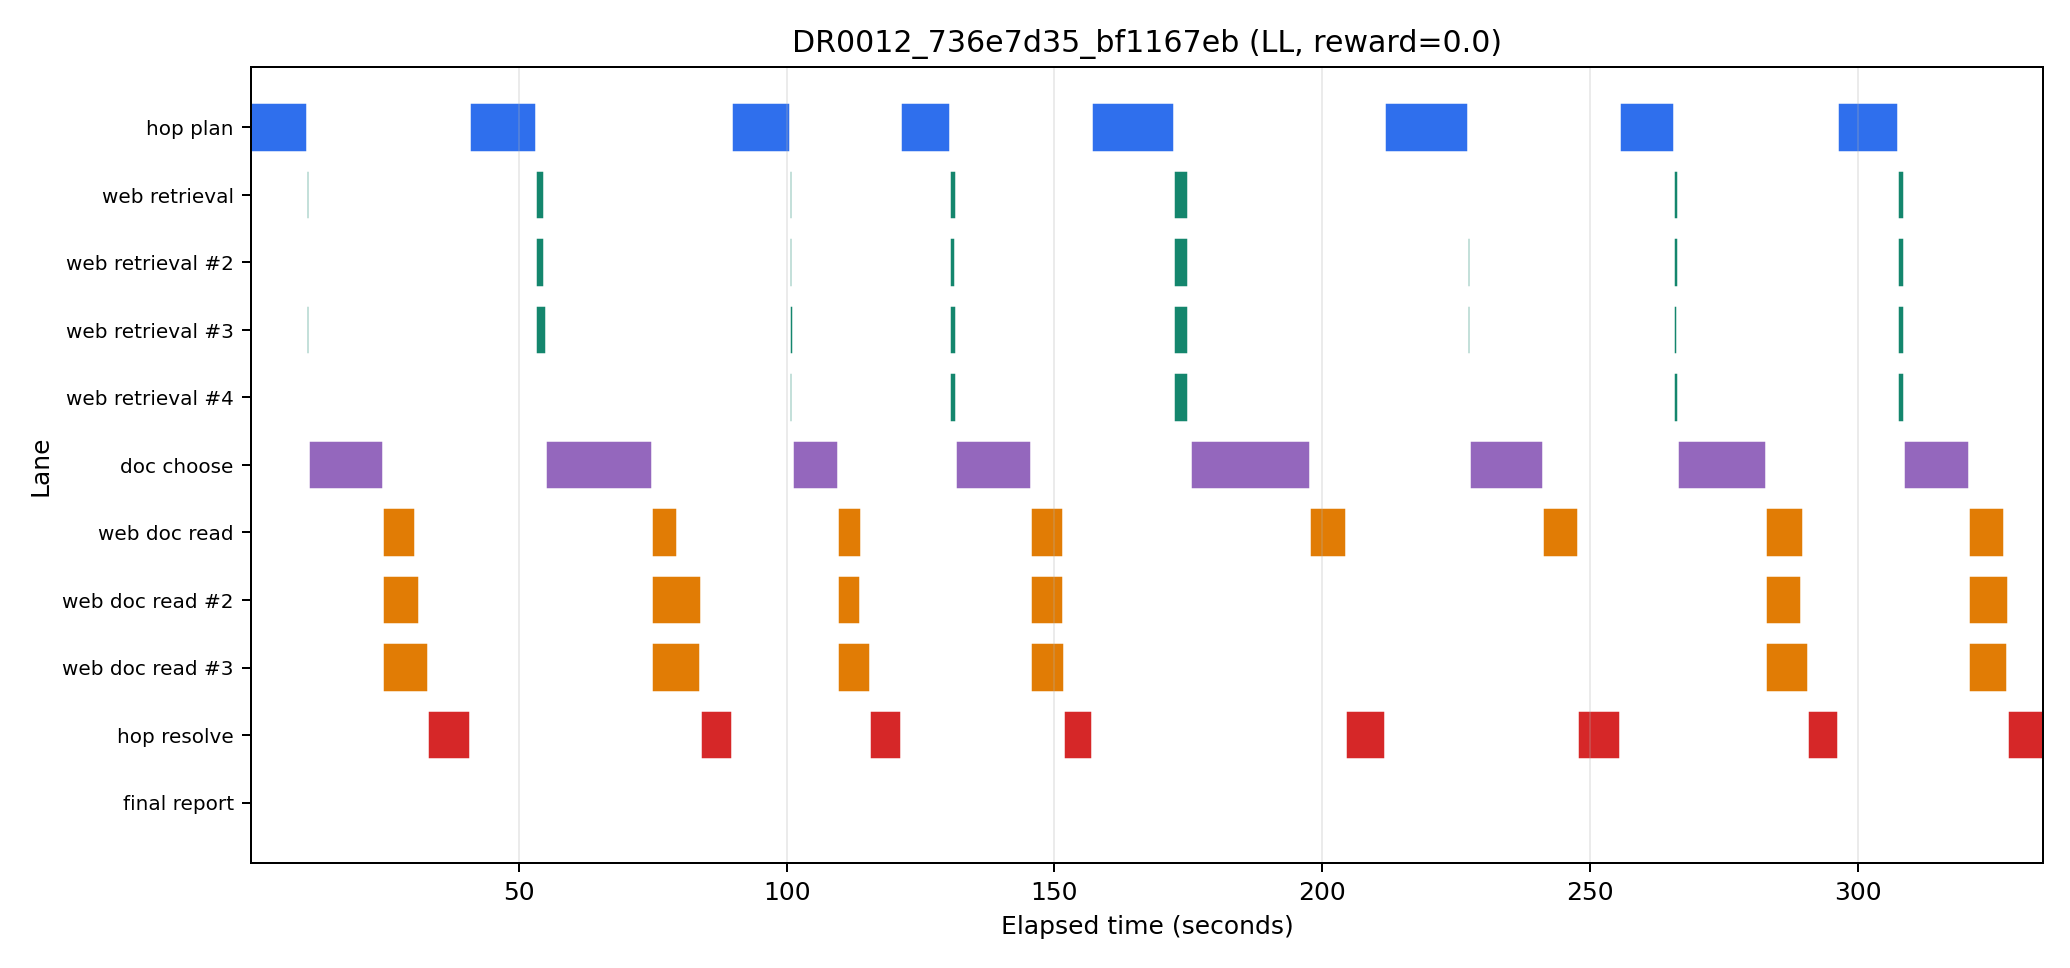 DR0012_736e7d35_bf1167eb (LL, reward=0.0)
hop plan
web retrieval
web retrieval #2
web retrieval #3
web retrieval #4
doc choose
web doc read
web doc read #2
web doc read #3
hop resolve
final report
Lane
50 100 150 200 250 300
Elapsed time (seconds)